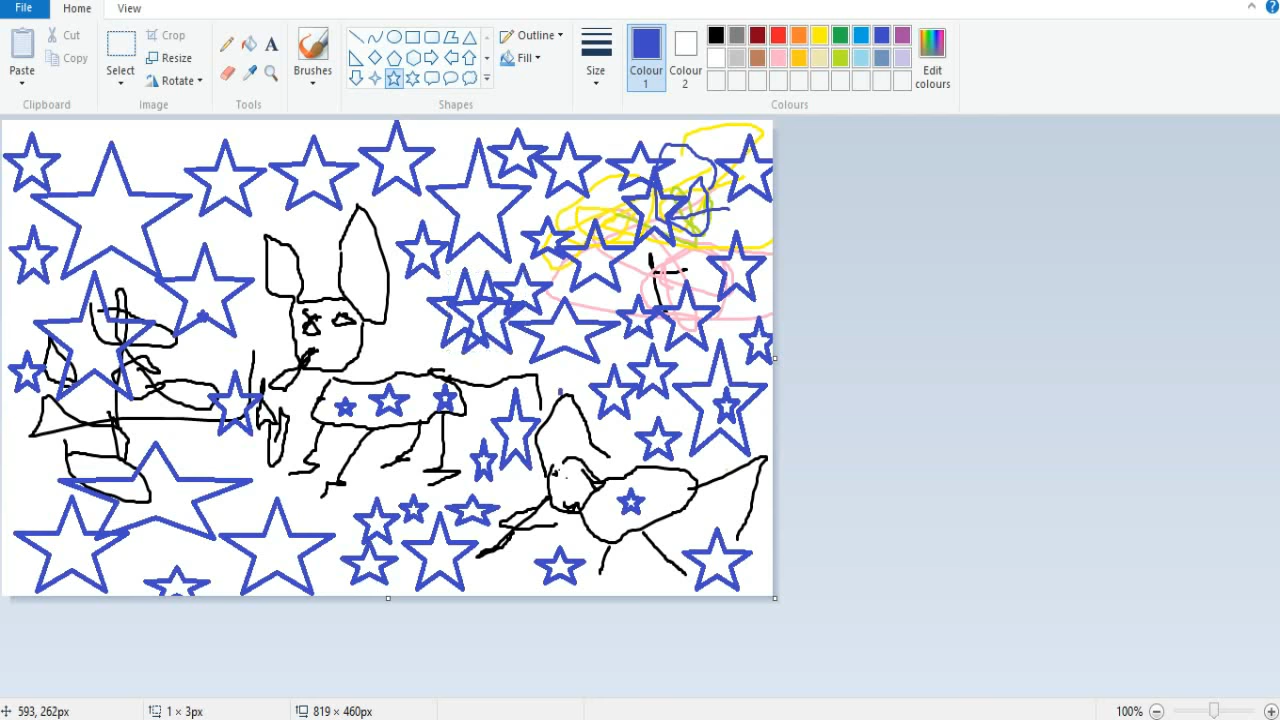 File Home View
Cut Crop Outline
Copy Resize Fill
Paste Select Rotate Brushes Size Colour 1 Colour 2 Edit colours
Clipboard Image Tools Shapes Colours
593, 262px 1 × 3px 819 × 460px 100%